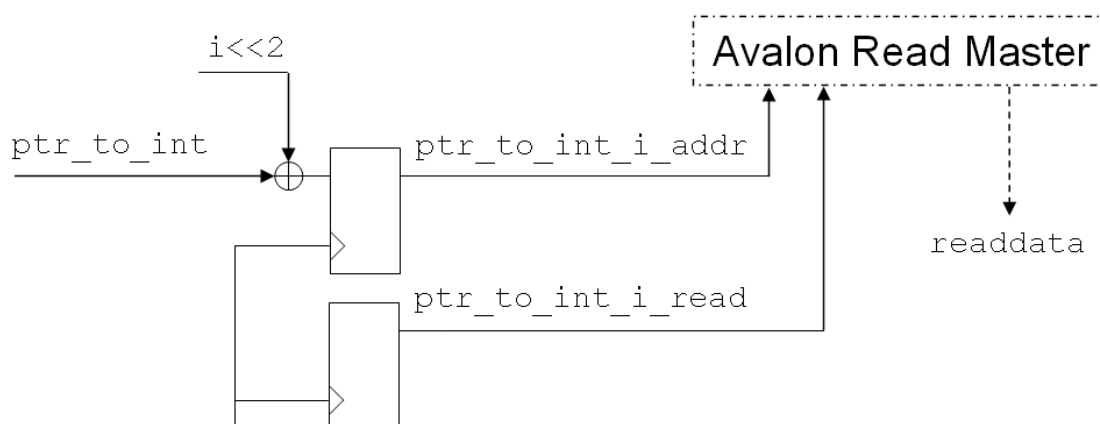 i<<2
Avalon Read Master
ptr_to_int
ptr_to_int_i_addr
readdata
ptr_to_int_i_read